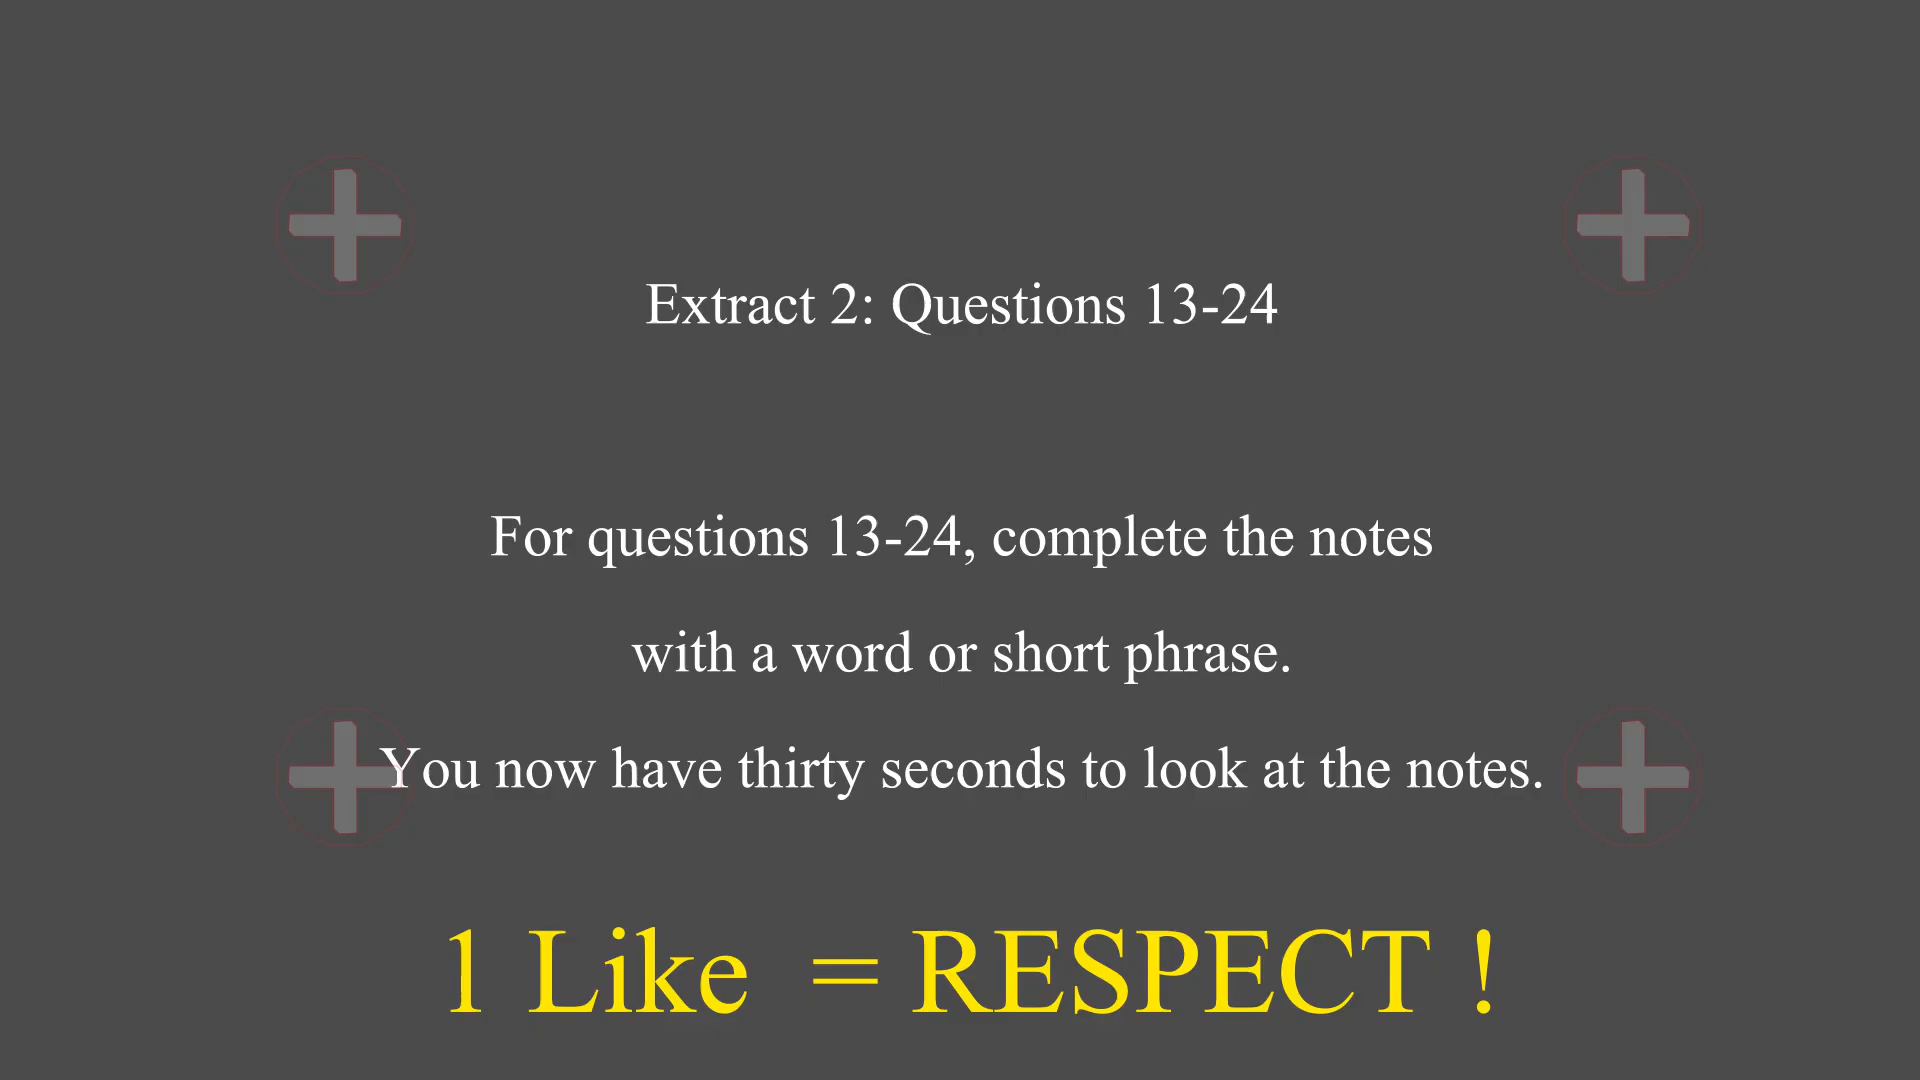 Extract 2: Questions 13-24
For questions 13-24, complete the notes
with a word or short phrase.
You now have thirty seconds to look at the notes.
1 Like = RESPECT !